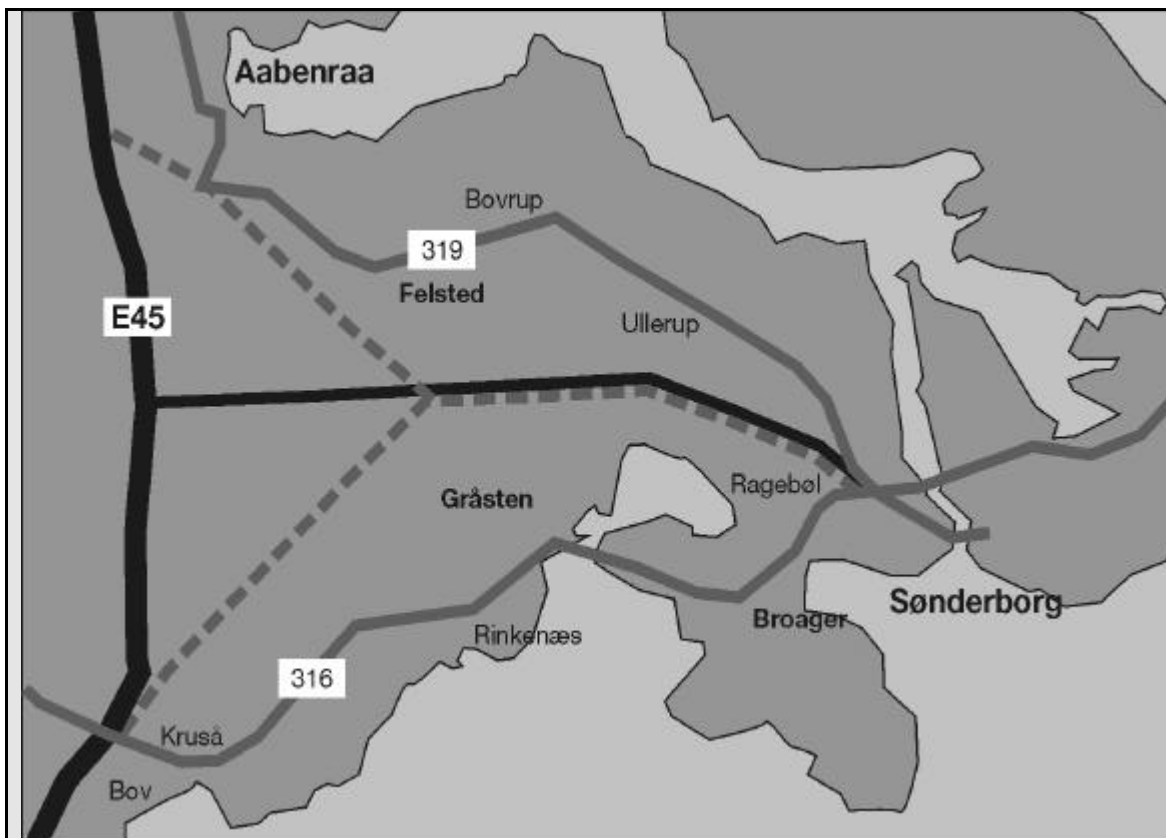 Aabenraa
Bovrup
319
Felsted
E45
Ullerup
Gråsten
Ragebøl
Sønderborg
Broager
Rinkenæs
316
Kruså
Bov